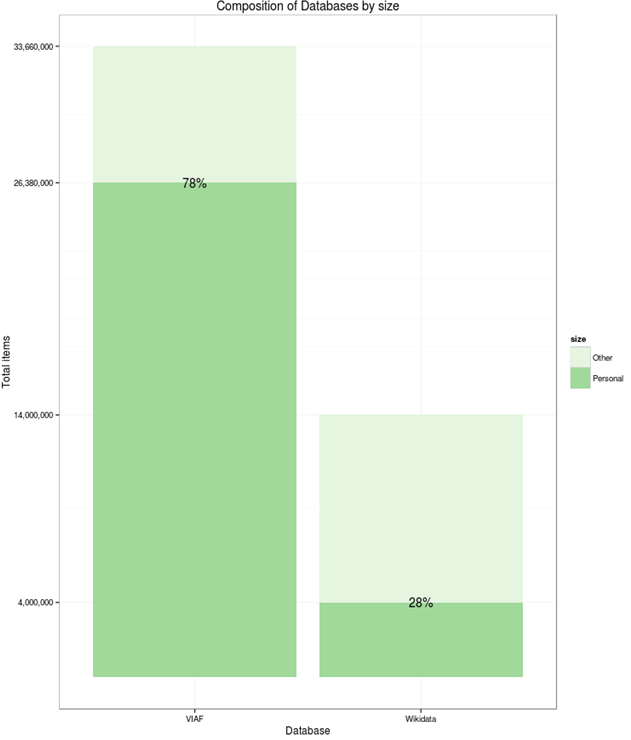 Composition of Databases by size
33,660,000
26,380,000
78%
Total items
size
Other
Personal
14,000,000
4,000,000
28%
VIAF
Wikidata
Database